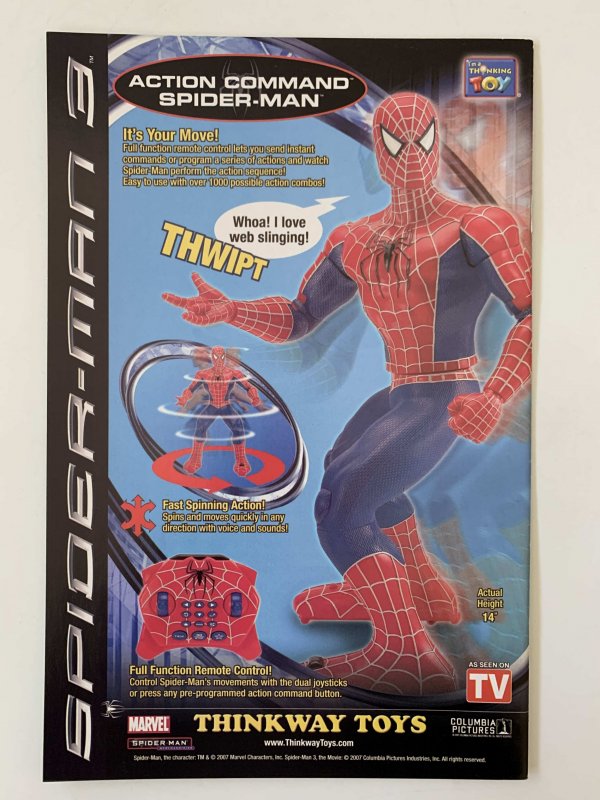 SPIDER-MAN 3™
ACTION COMMAND™
SPIDER-MAN™
I'm a
THINKING
TOY
It's Your Move!
Full function remote control lets you send instant
commands or program a series of actions and watch
Spider-Man perform the action sequence!
Easy to use with over 1000 possible action combos!
Whoa! I love
web slinging!
THWIPT
Fast Spinning Action!
Spins and moves quickly in any
direction with voice and sounds!
Actual
Height
14"
Full Function Remote Control!
Control Spider-Man's movements with the dual joysticks
or press any pre-programmed action command button.
AS SEEN ON
TV
MARVEL
SPIDER MAN
THINKWAY TOYS
www.ThinkwayToys.com
COLUMBIA
PICTURES
Spider-Man, the character: TM & © 2007 Marvel Characters, Inc. Spider-Man 3, the Movie: © 2007 Columbia Pictures Industries, Inc. All rights reserved.